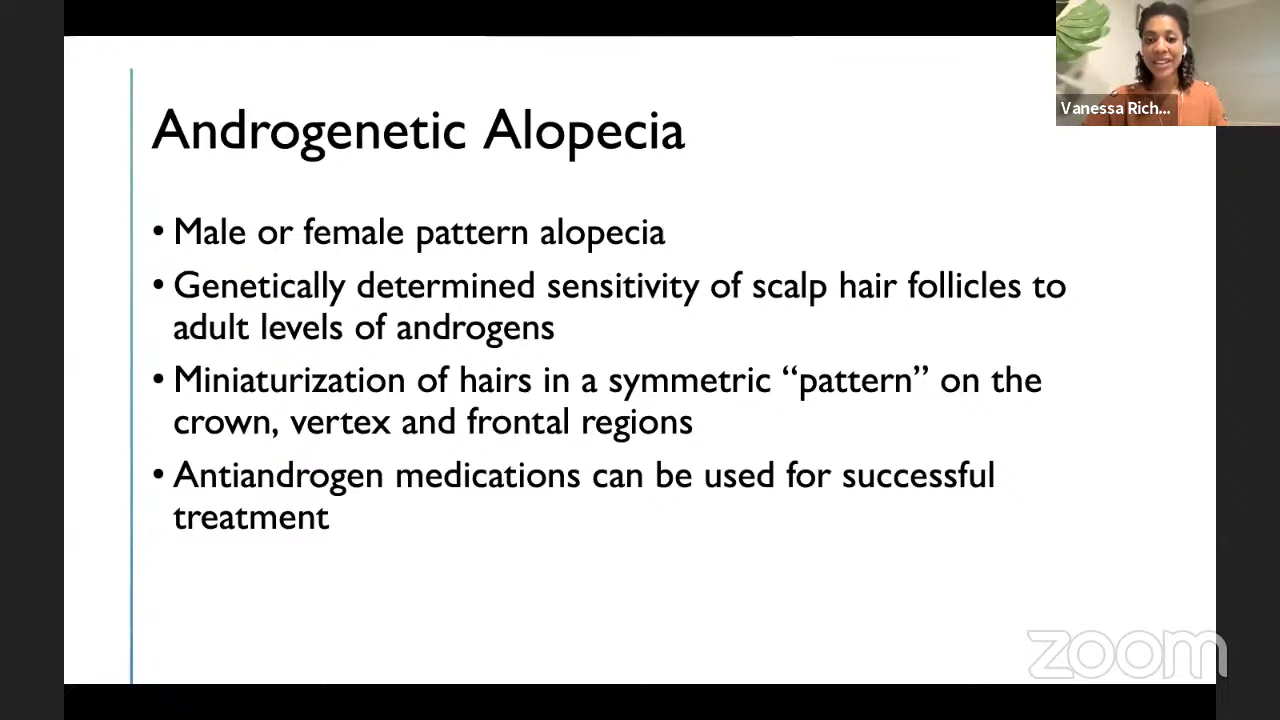 Vanessa Rich...
Androgenetic Alopecia
• Male or female pattern alopecia
• Genetically determined sensitivity of scalp hair follicles to
adult levels of androgens
• Miniaturization of hairs in a symmetric “pattern” on the
crown, vertex and frontal regions
• Antiandrogen medications can be used for successful
treatment
zoom